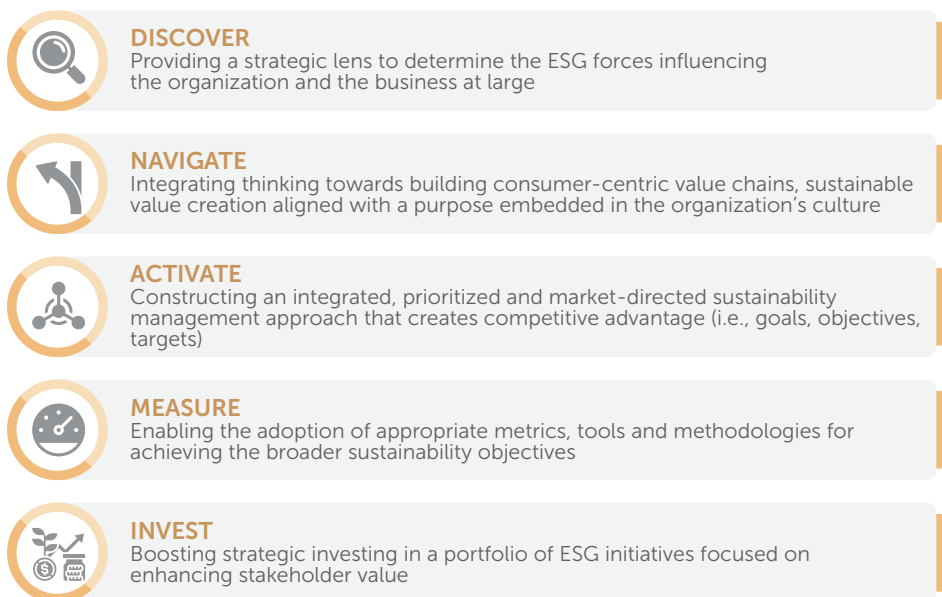 DISCOVER
Providing a strategic lens to determine the ESG forces influencing
the organization and the business at large
NAVIGATE
Integrating thinking towards building consumer-centric value chains, sustainable
value creation aligned with a purpose embedded in the organization’s culture
ACTIVATE
Constructing an integrated, prioritized and market-directed sustainability
management approach that creates competitive advantage (i.e., goals, objectives,
targets)
MEASURE
Enabling the adoption of appropriate metrics, tools and methodologies for
achieving the broader sustainability objectives
INVEST
Boosting strategic investing in a portfolio of ESG initiatives focused on
enhancing stakeholder value